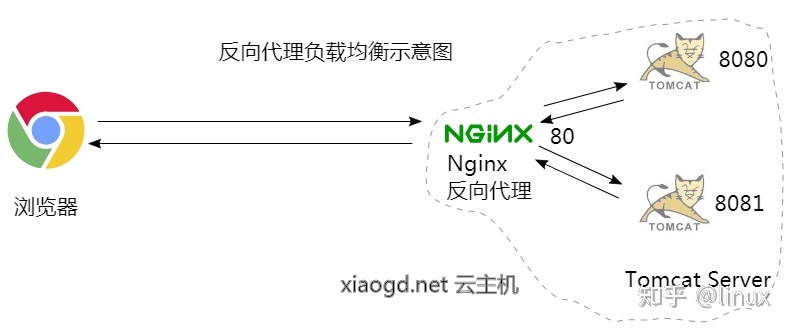 反向代理负载均衡示意图
TOMCAT
8080
NGINX
80
Nginx
反向代理
浏览器
TOMCAT
8081
xiaogd.net 云主机
Tomcat Server
知乎 @linux